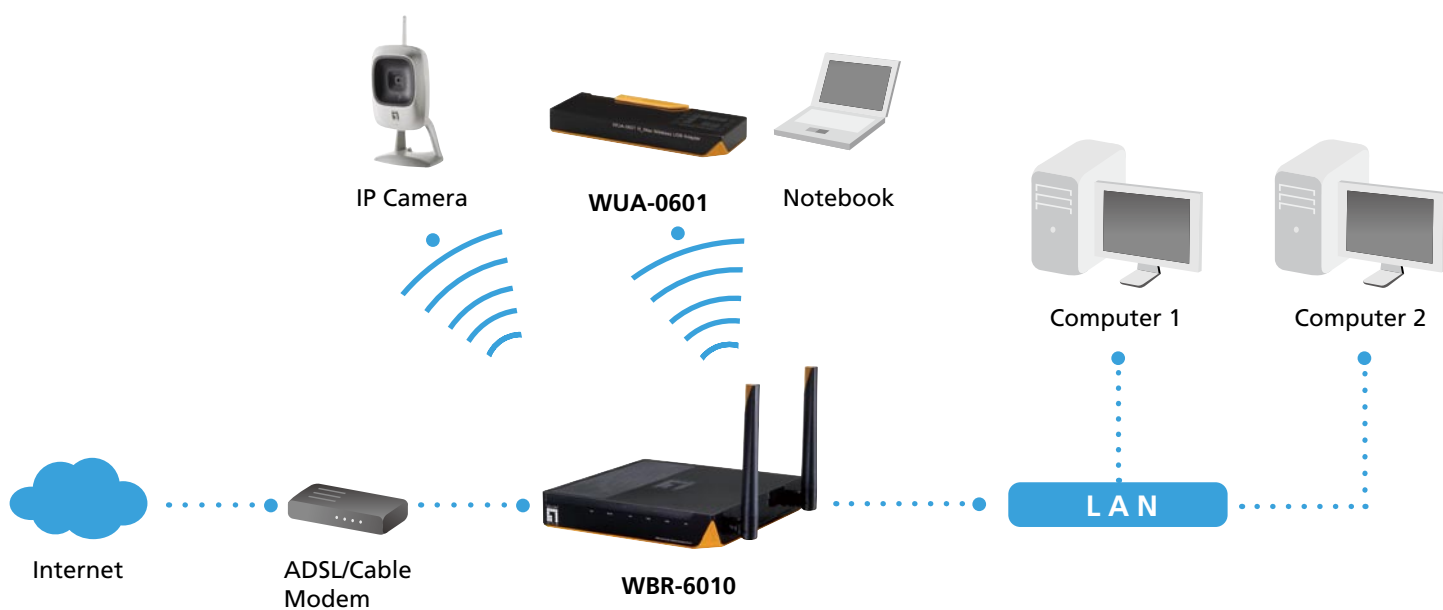 IP Camera
WUA-0601
Notebook
Computer 1
Computer 2
LAN
Internet
ADSL/Cable
Modem
WBR-6010